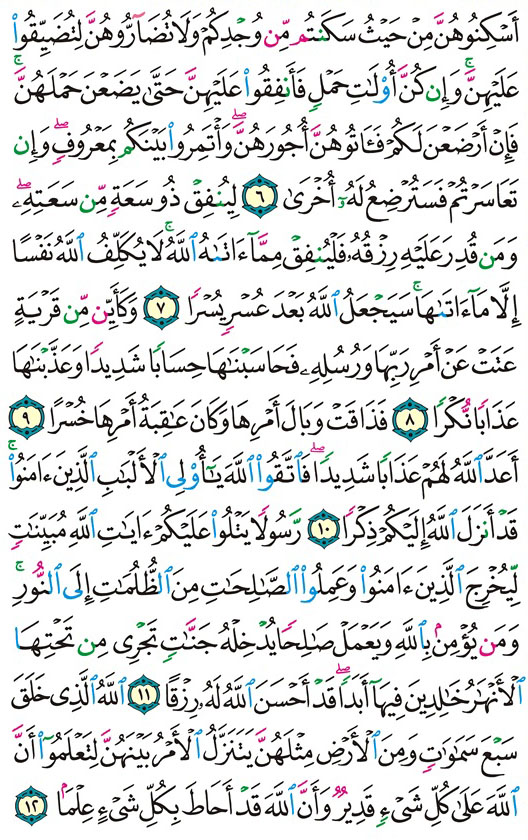 أَسْكِنُوهُنَّ مِنْ حَيْثُ سَكَنتُم مِّن وُجْدِكُمْ وَلَا تُضَآرُّوهُنَّ لِتُضَيِّقُوا۟
عَلَيْهِنَّ ۚ وَإِن كُنَّ أُو۟لَٰتِ حَمْلٍ فَأَنفِقُوا۟ عَلَيْهِنَّ حَتَّىٰ يَضَعْنَ حَمْلَهُنَّ ۚ
فَإِنْ أَرْضَعْنَ لَكُمْ فَـَٔاتُوهُنَّ أُجُورَهُنَّ ۖ وَأْتَمِرُوا۟ بَيْنَكُم بِمَعْرُوفٍ ۖ وَإِن
تَعَاسَرْتُمْ فَسَتُرْضِعُ لَهُۥٓ أُخْرَىٰ ٦ لِيُنفِقْ ذُو سَعَةٍ مِّن سَعَتِهِۦ ۖ
وَمَن قُدِرَ عَلَيْهِ رِزْقُهُۥ فَلْيُنفِقْ مِمَّآ ءَاتَىٰهُ ٱللَّهُ ۚ لَا يُكَلِّفُ ٱللَّهُ نَفْسًا
إِلَّا مَآ ءَاتَىٰهَا ۚ سَيَجْعَلُ ٱللَّهُ بَعْدَ عُسْرٍ يُسْرًا ٧ وَكَأَيِّن مِّن قَرْيَةٍ
عَتَتْ عَنْ أَمْرِ رَبِّهَا وَرُسُلِهِۦ فَحَاسَبْنَٰهَا حِسَابًا شَدِيدًا وَعَذَّبْنَٰهَا
عَذَابًا نُّكْرًا ٨ فَذَاقَتْ وَبَالَ أَمْرِهَا وَكَانَ عَٰقِبَةُ أَمْرِهَا خُسْرًا ٩
أَعَدَّ ٱللَّهُ لَهُمْ عَذَابًا شَدِيدًا ۖ فَٱتَّقُوا۟ ٱللَّهَ يَٰٓأُو۟لِى ٱلْأَلْبَٰبِ ٱلَّذِينَ ءَامَنُوا۟ ۚ
قَدْ أَنزَلَ ٱللَّهُ إِلَيْكُمْ ذِكْرًا ١٠ رَّسُولًا يَتْلُوا۟ عَلَيْكُمْ ءَايَٰتِ ٱللَّهِ مُبَيِّنَٰتٍ
لِّيُخْرِجَ ٱلَّذِينَ ءَامَنُوا۟ وَعَمِلُوا۟ ٱلصَّٰلِحَٰتِ مِنَ ٱلظُّلُمَٰتِ إِلَى ٱلنُّورِ ۚ
وَمَن يُؤْمِنۢ بِٱللَّهِ وَيَعْمَلْ صَٰلِحًا يُدْخِلْهُ جَنَّٰتٍ تَجْرِى مِن تَحْتِهَا
ٱلْأَنْهَٰرُ خَٰلِدِينَ فِيهَآ أَبَدًا ۖ قَدْ أَحْسَنَ ٱللَّهُ لَهُۥ رِزْقًا ١١ ٱللَّهُ ٱلَّذِى خَلَقَ
سَبْعَ سَمَٰوَٰتٍ وَمِنَ ٱلْأَرْضِ مِثْلَهُنَّ يَتَنَزَّلُ ٱلْأَمْرُ بَيْنَهُنَّ لِتَعْلَمُوٓا۟ أَنَّ
ٱللَّهَ عَلَىٰ كُلِّ شَىْءٍ قَدِيرٌ وَأَنَّ ٱللَّهَ قَدْ أَحَاطَ بِكُلِّ شَىْءٍ عِلْمًۢا ١٢